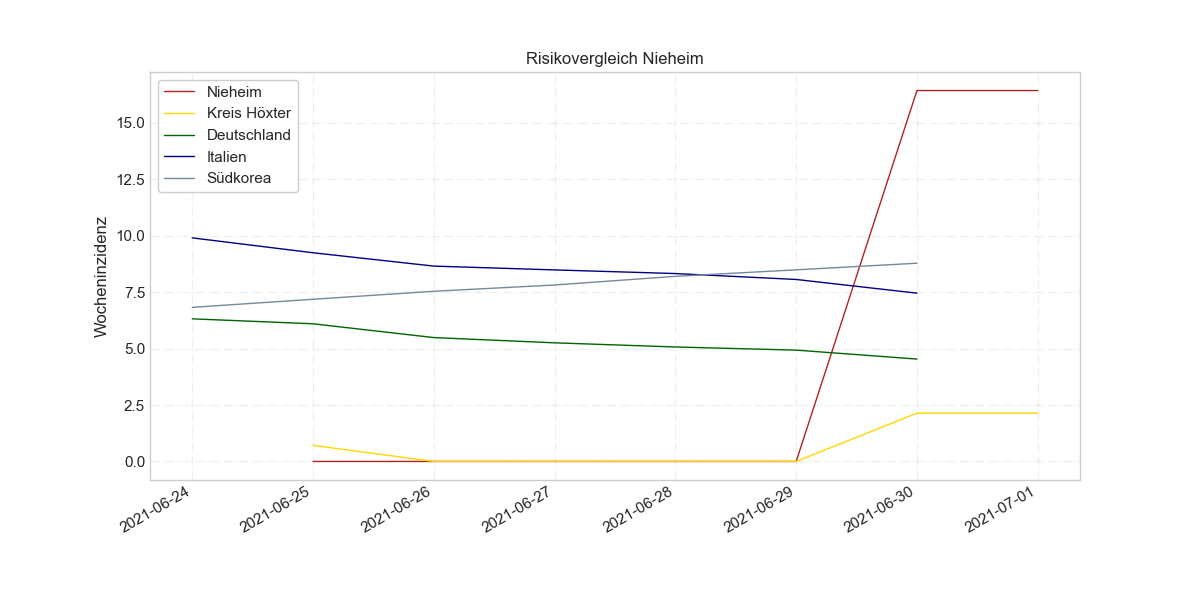 Risikovergleich Nieheim
Nieheim
Kreis Höxter
Deutschland
Italien
Südkorea
Wocheninzidenz
15.0
12.5
10.0
7.5
5.0
2.5
0.0
2021-06-24
2021-06-25
2021-06-26
2021-06-27
2021-06-28
2021-06-29
2021-06-30
2021-07-01